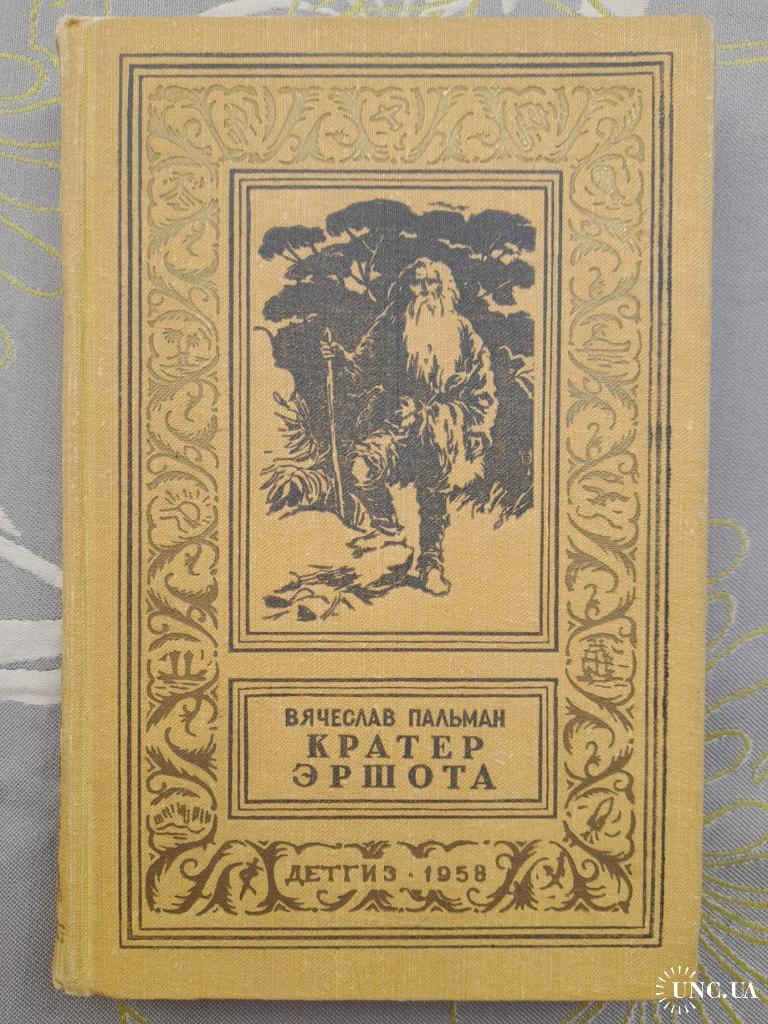 ВЯЧЕСЛАВ ПАЛЬМАН
КРАТЕР
ЭРШОТА
ДЕТГИЗ · 1958
UNC.UA